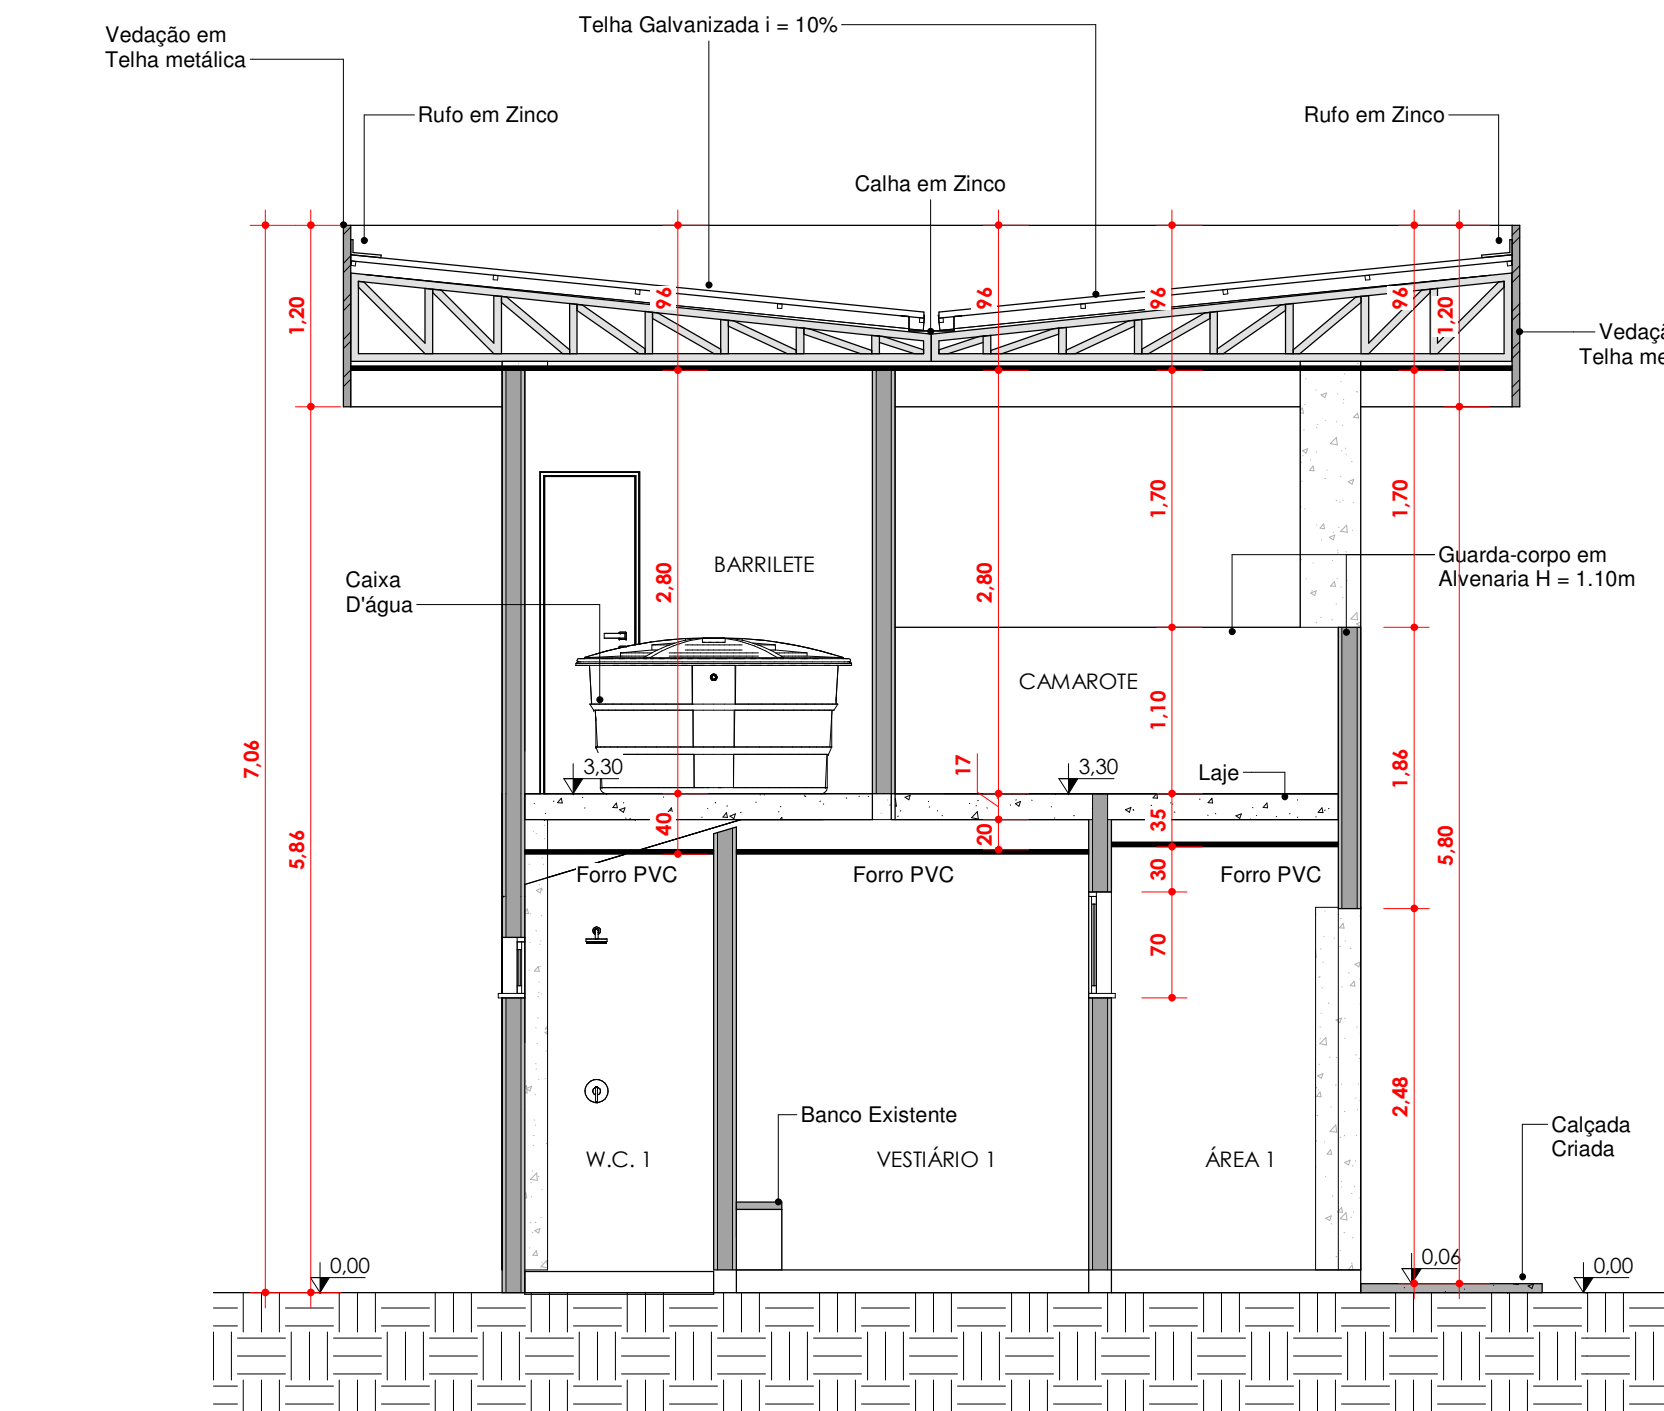 Telha Galvanizada i = 10%
Vedação em
Telha metálica
Rufo em Zinco
Rufo em Zinco
Calha em Zinco
1,20
96
96
96
96
1,20
Vedaçã
Telha me
1,70
1,70
BARRILETE
Guarda-corpo em
Alvenaria H = 1.10m
Caixa
D'água
2,80
2,80
CAMAROTE
1,10
7,06
17
1,86
3,30
3,30
Laje
40
20
35
5,86
5,80
30
Forro PVC
Forro PVC
Forro PVC
70
2,48
Banco Existente
Calçada
Criada
W.C. 1
VESTIÁRIO 1
ÁREA 1
0,00
0,06
0,00